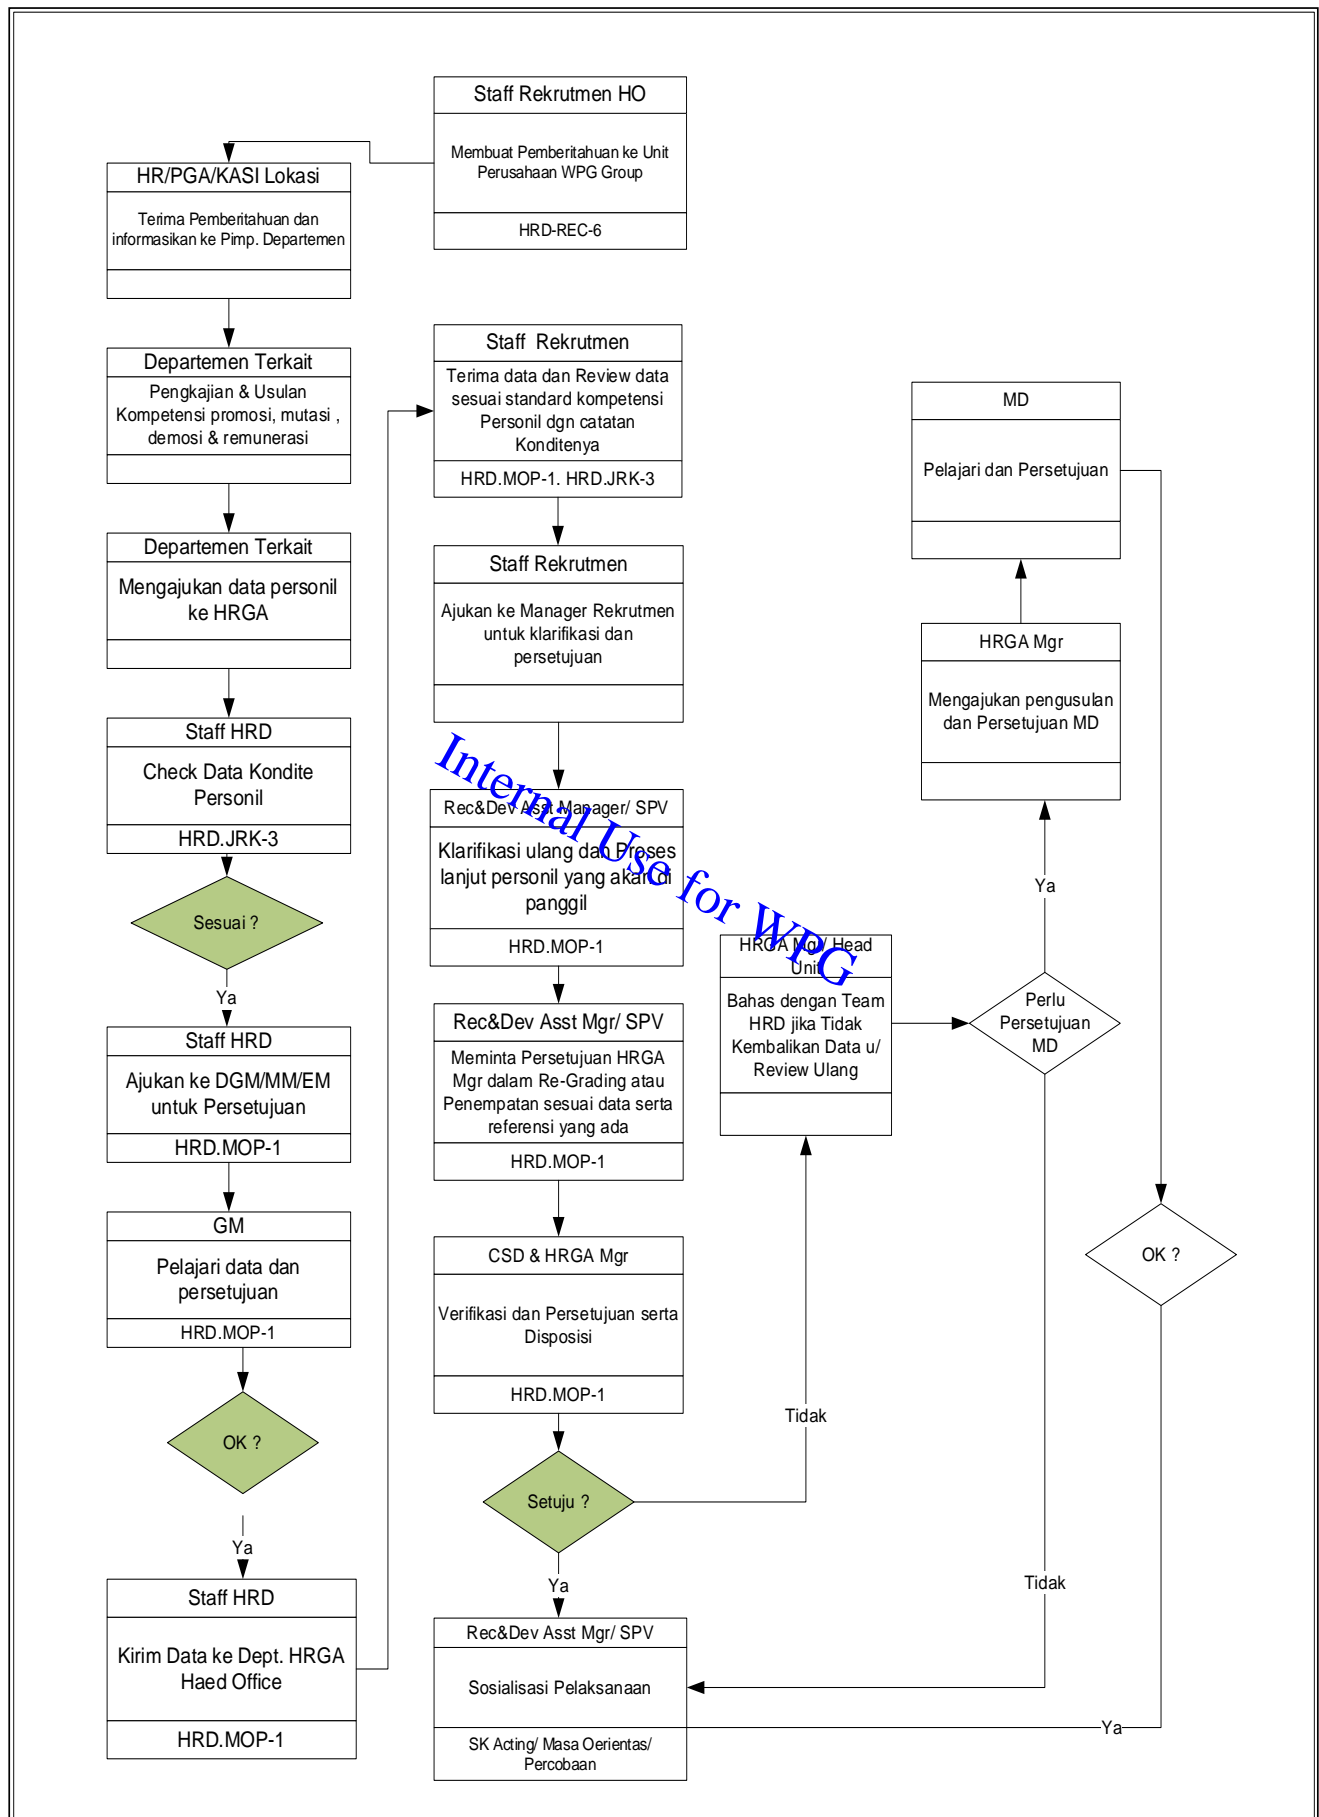 Staff Rekrutmen HO
Membuat Pemberitahuan ke Unit
Perusahaan WPG Group
HRD-REC-6
HR/PGA/KASI Lokasi
Terima Pemberitahuan dan
informasikan ke Pimp. Departemen
Departemen Terkait
Pengkajian & Usulan
Kompetensi promosi, mutasi ,
demosi & remunerasi
Departemen Terkait
Mengajukan data personil
ke HRGA
Staff HRD
Check Data Kondite
Personil
HRD.JRK-3
Sesuai ?
Ya
Staff HRD
Ajukan ke DGM/MM/EM
untuk Persetujuan
HRD.MOP-1
GM
Pelajari data dan
persetujuan
HRD.MOP-1
OK ?
Ya
Staff HRD
Kirim Data ke Dept. HRGA
Haed Office
HRD.MOP-1
Staff Rekrutmen
Terima data dan Review data
sesuai standard kompetensi
Personil dgn catatan
Konditenya
HRD.MOP-1. HRD.JRK-3
Staff Rekrutmen
Ajukan ke Manager Rekrutmen
untuk klarifikasi dan
persetujuan
Rec&Dev Asst Manager/ SPV
Klarifikasi ulang dan Proses
lanjut personil yang akan di
panggil
HRD.MOP-1
Rec&Dev Asst Mgr/ SPV
Meminta Persetujuan HRGA
Mgr dalam Re-Grading atau
Penempatan sesuai data serta
referensi yang ada
HRD.MOP-1
CSD & HRGA Mgr
Verifikasi dan Persetujuan serta
Disposisi
HRD.MOP-1
Setuju ?
Ya
Tidak
Rec&Dev Asst Mgr/ SPV
Sosialisasi Pelaksanaan
SK Acting/ Masa Oerientas/
Percobaan
HRGA Mgr/ Head
Unit
Bahas dengan Team
HRD jika Tidak
Kembalikan Data u/
Review Ulang
Perlu
Persetujuan
MD
Ya
Tidak
HRGA Mgr
Mengajukan pengusulan
dan Persetujuan MD
MD
Pelajari dan Persetujuan
OK ?
Ya
Internal Use for WPG